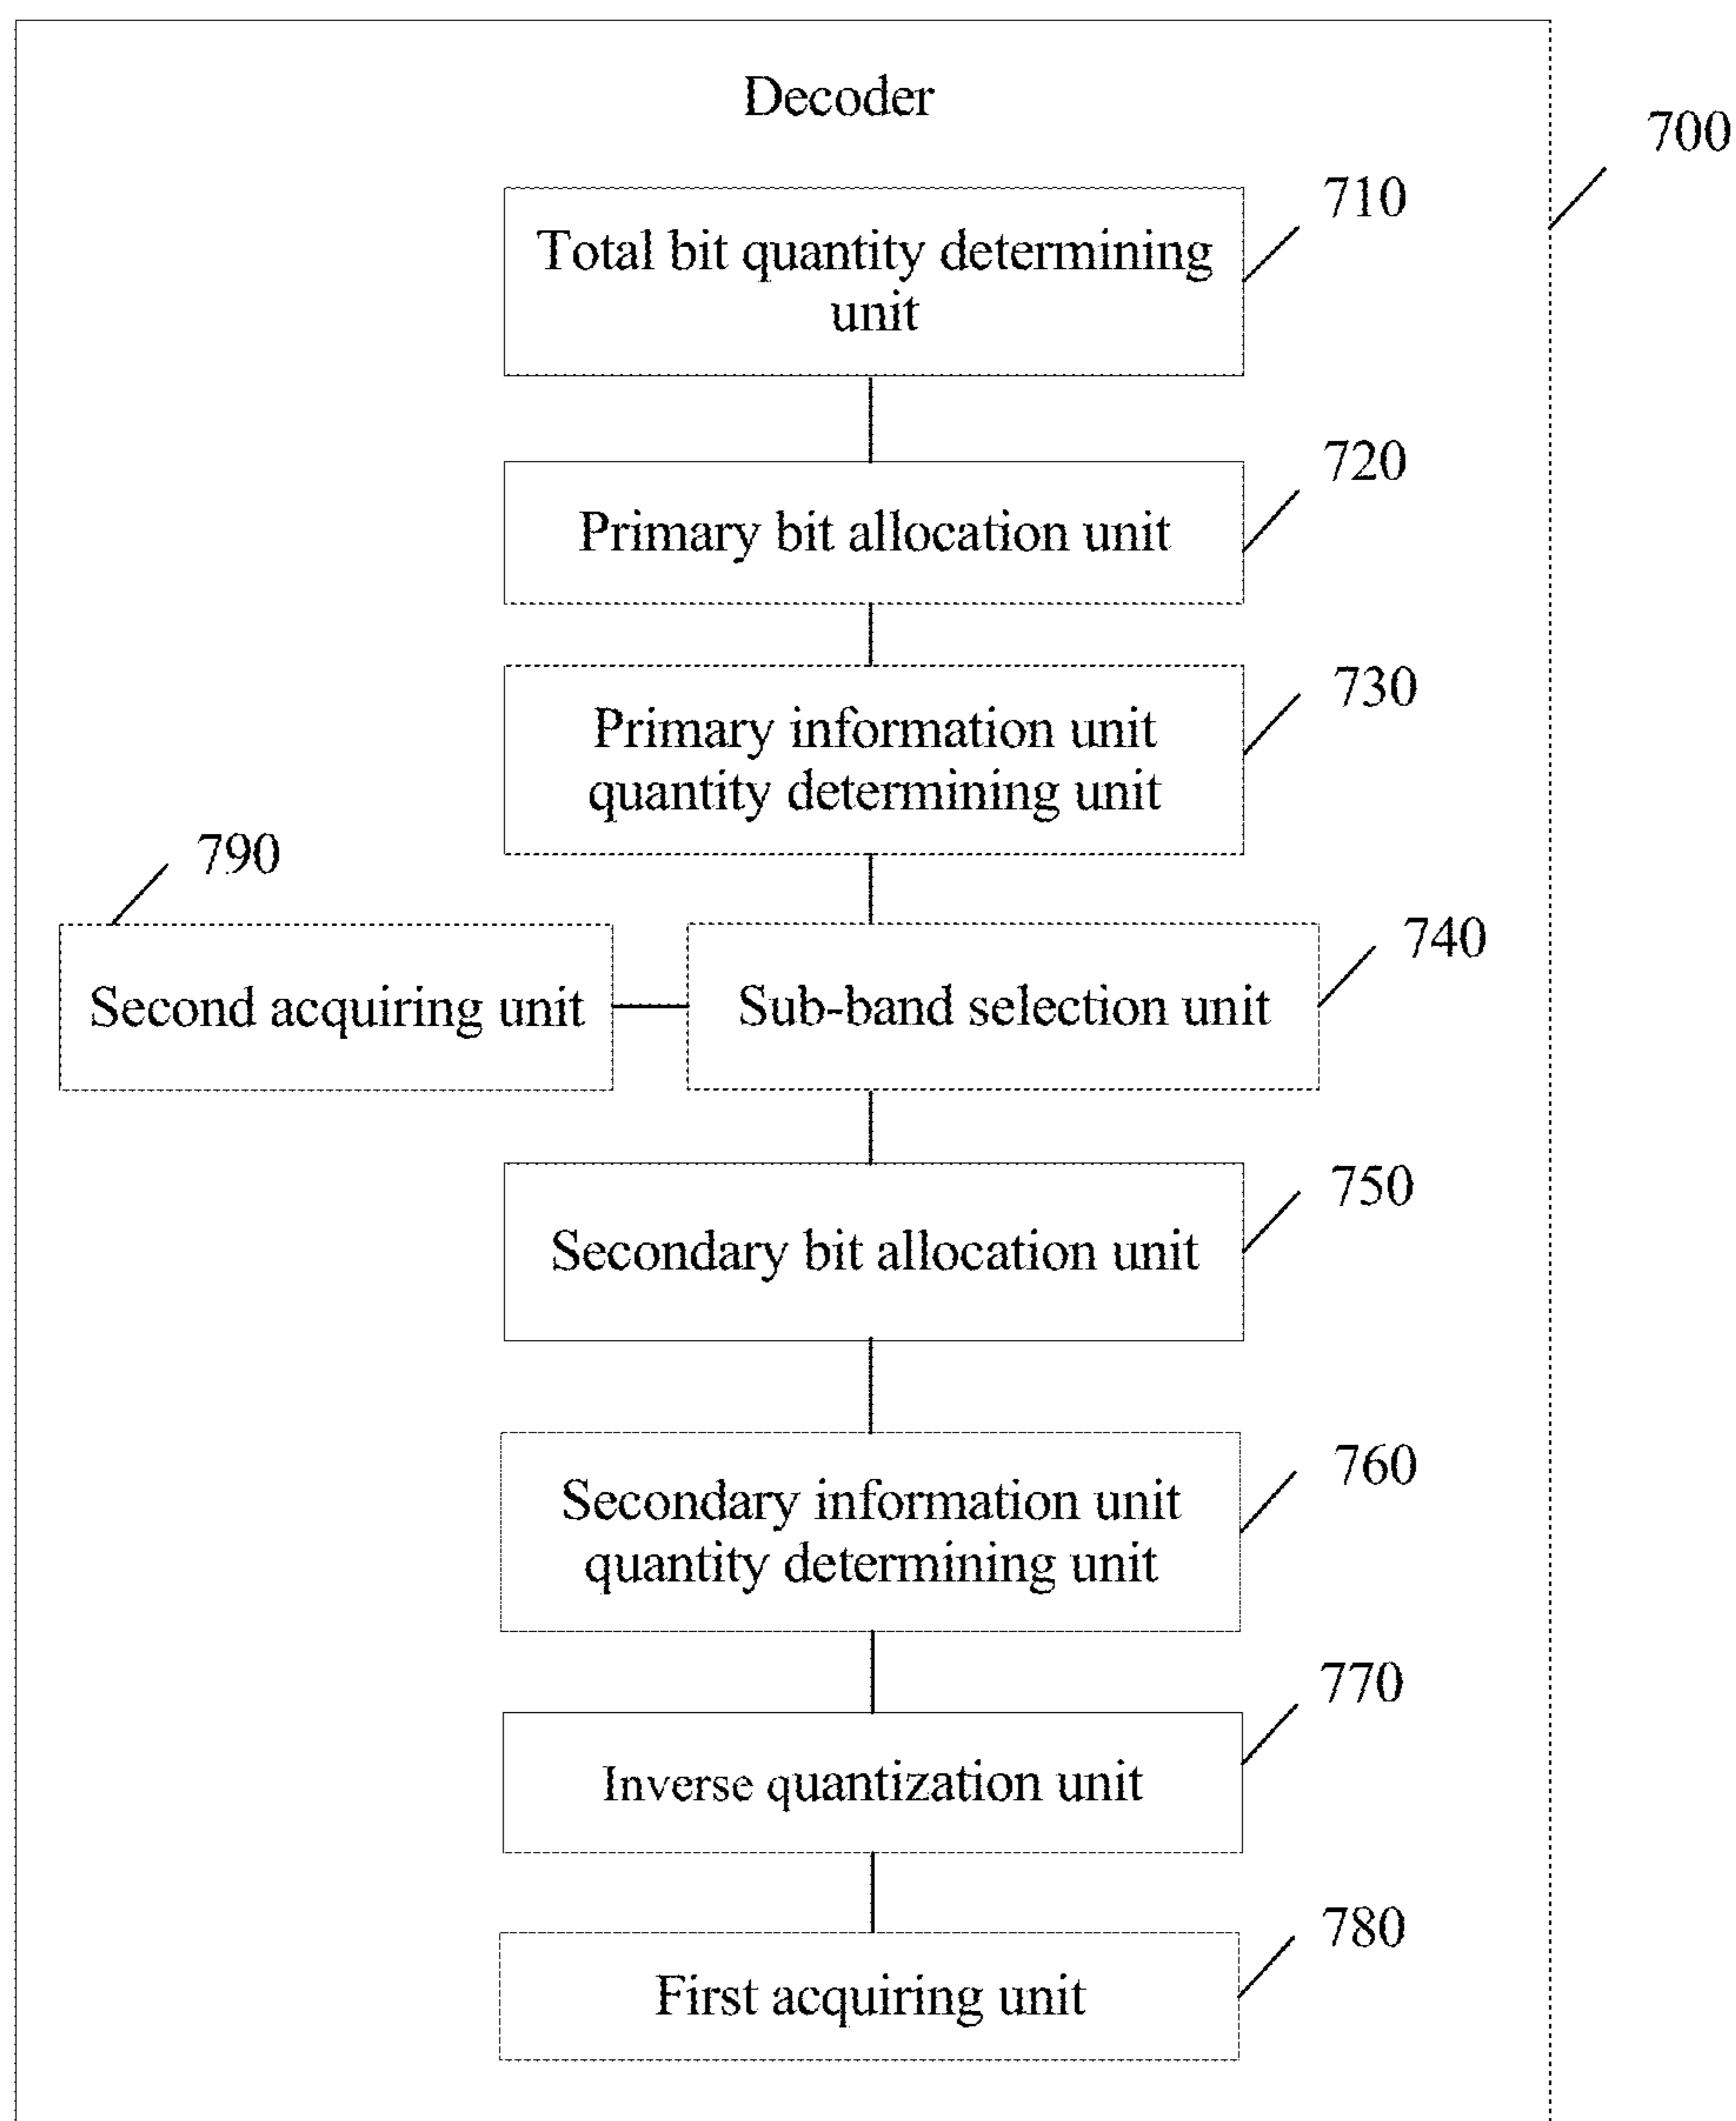 Decoder
700
710
Total bit quantity determining
unit
720
Primary bit allocation unit
730
Primary information unit
quantity determining unit
790
740
Second acquiring unit
Sub-band selection unit
750
Secondary bit allocation unit
760
Secondary information unit
quantity determining unit
770
Inverse quantization unit
780
First acquiring unit